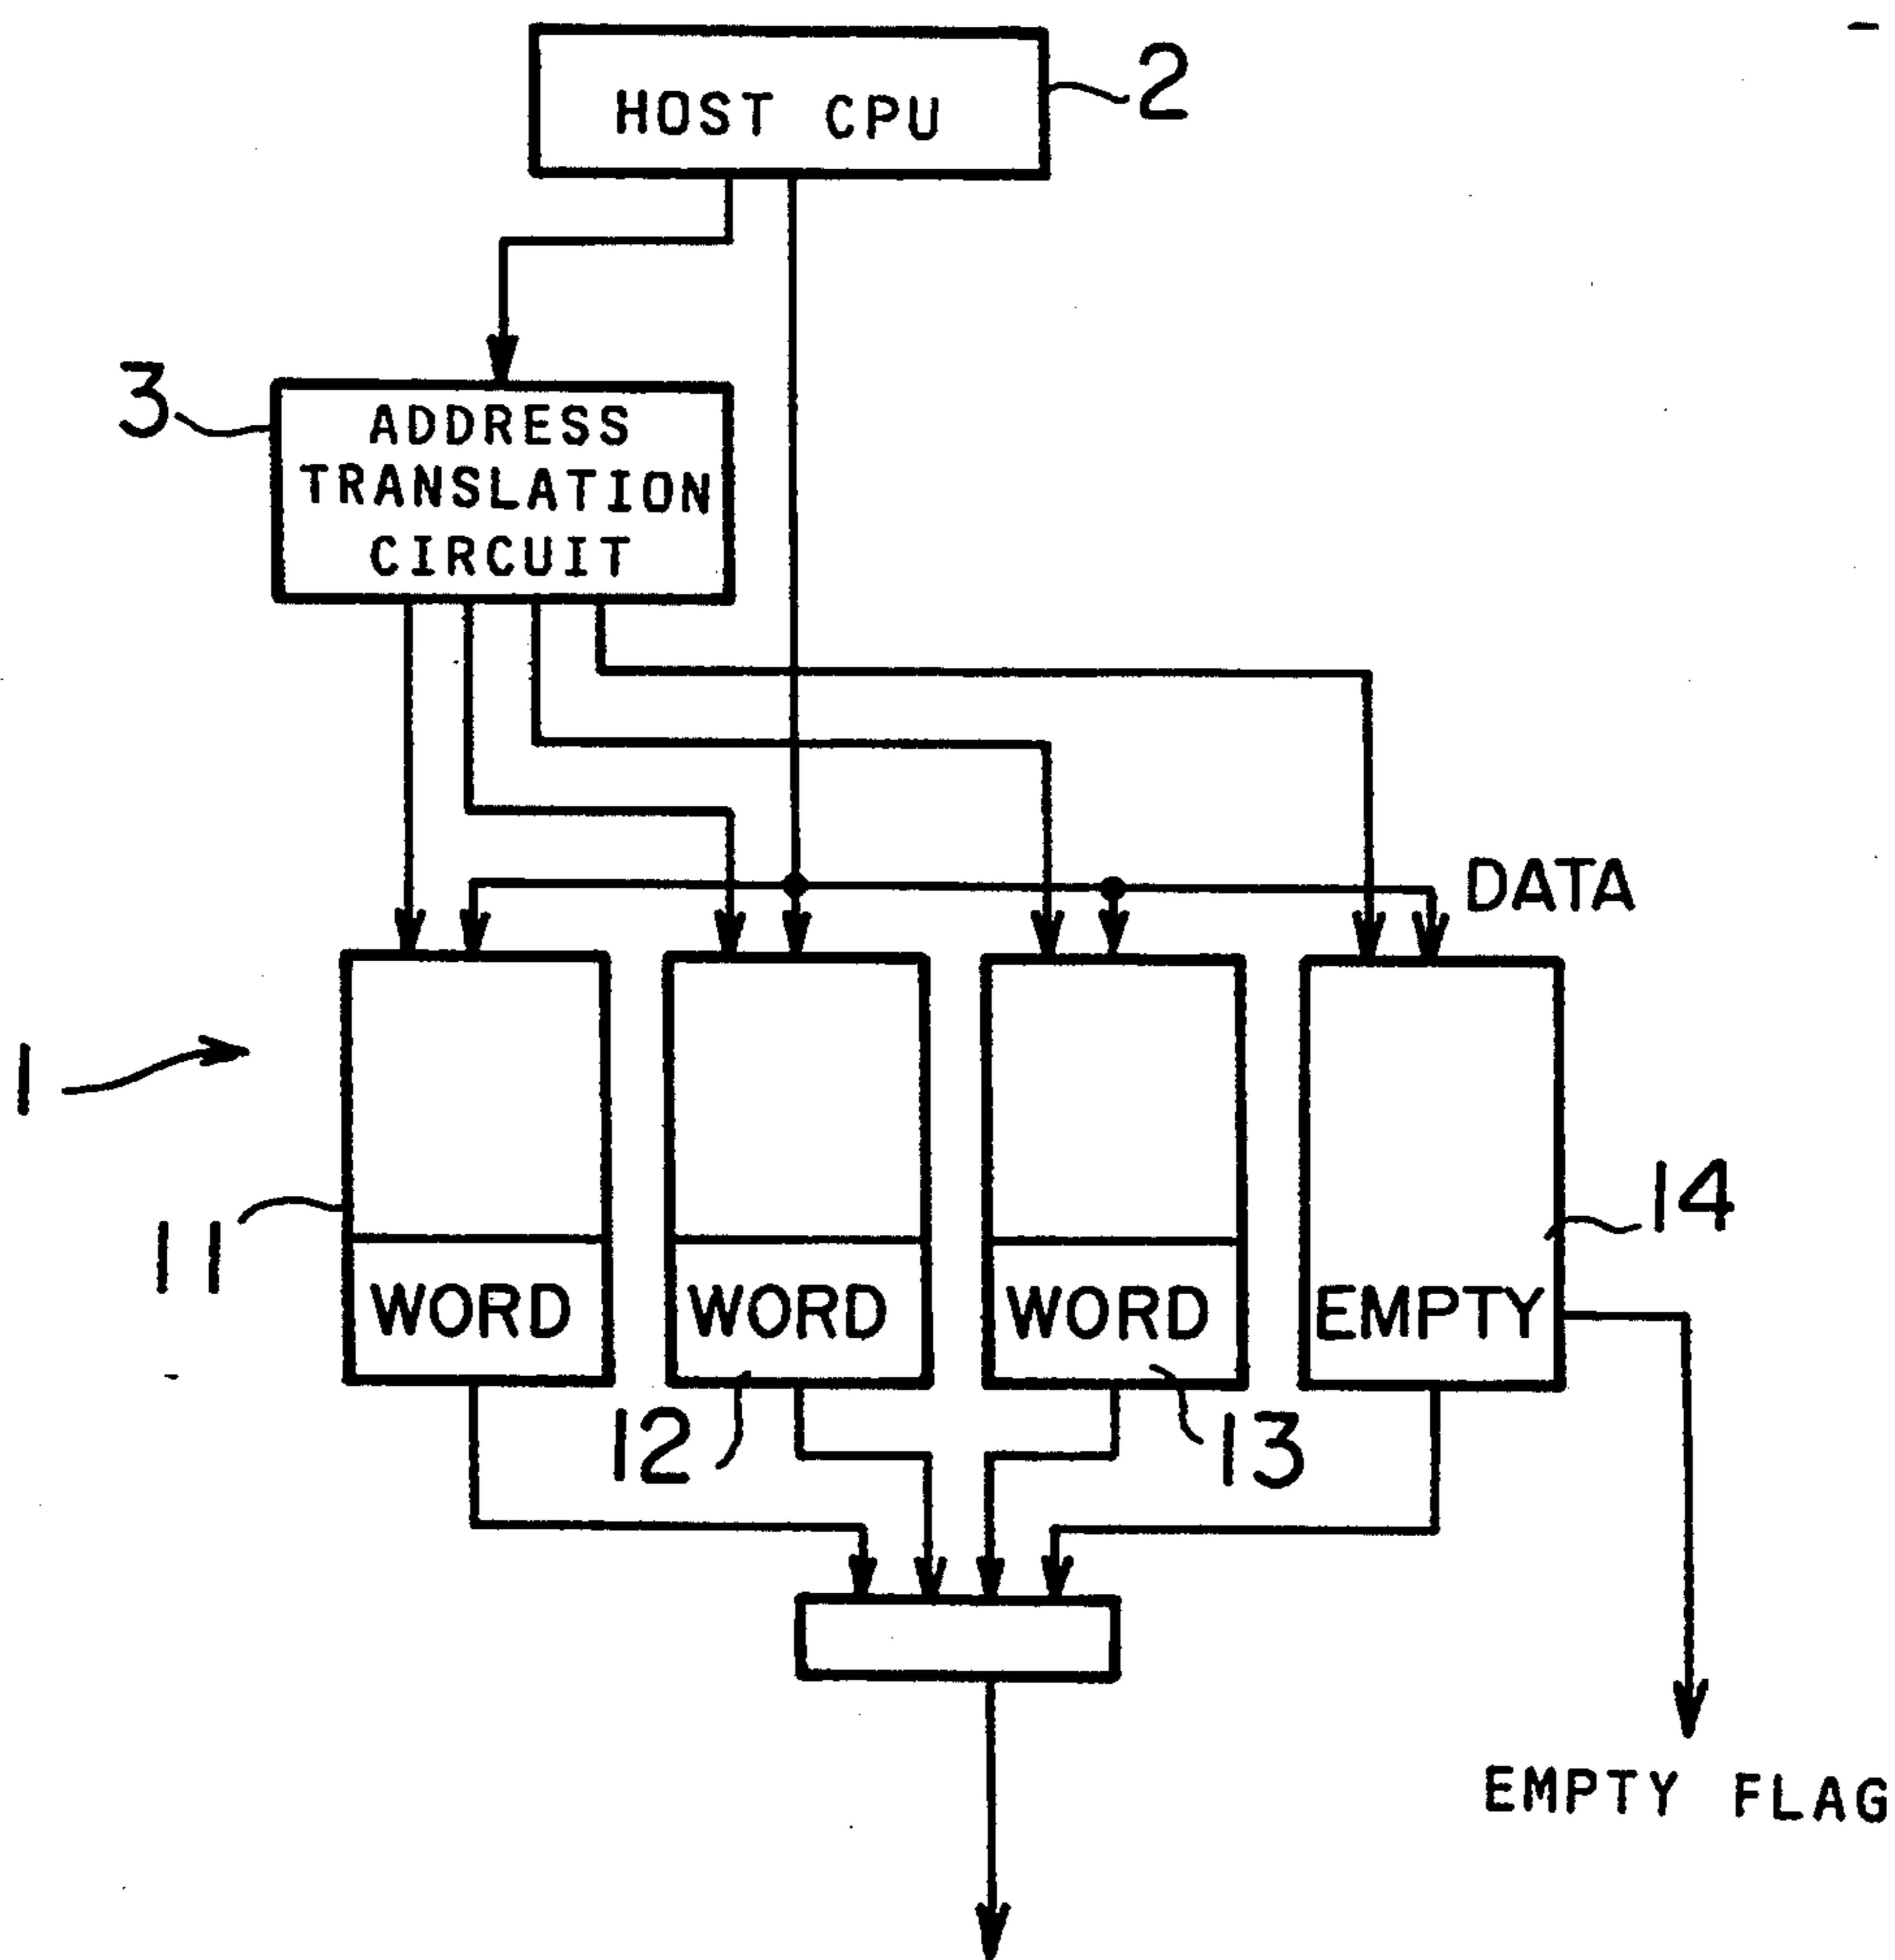 HOST CPU
2
3
ADDRESS
TRANSLATION
CIRCUIT
DATA
1
11
14
WORD
WORD
WORD
EMPTY
12
13
EMPTY FLAG